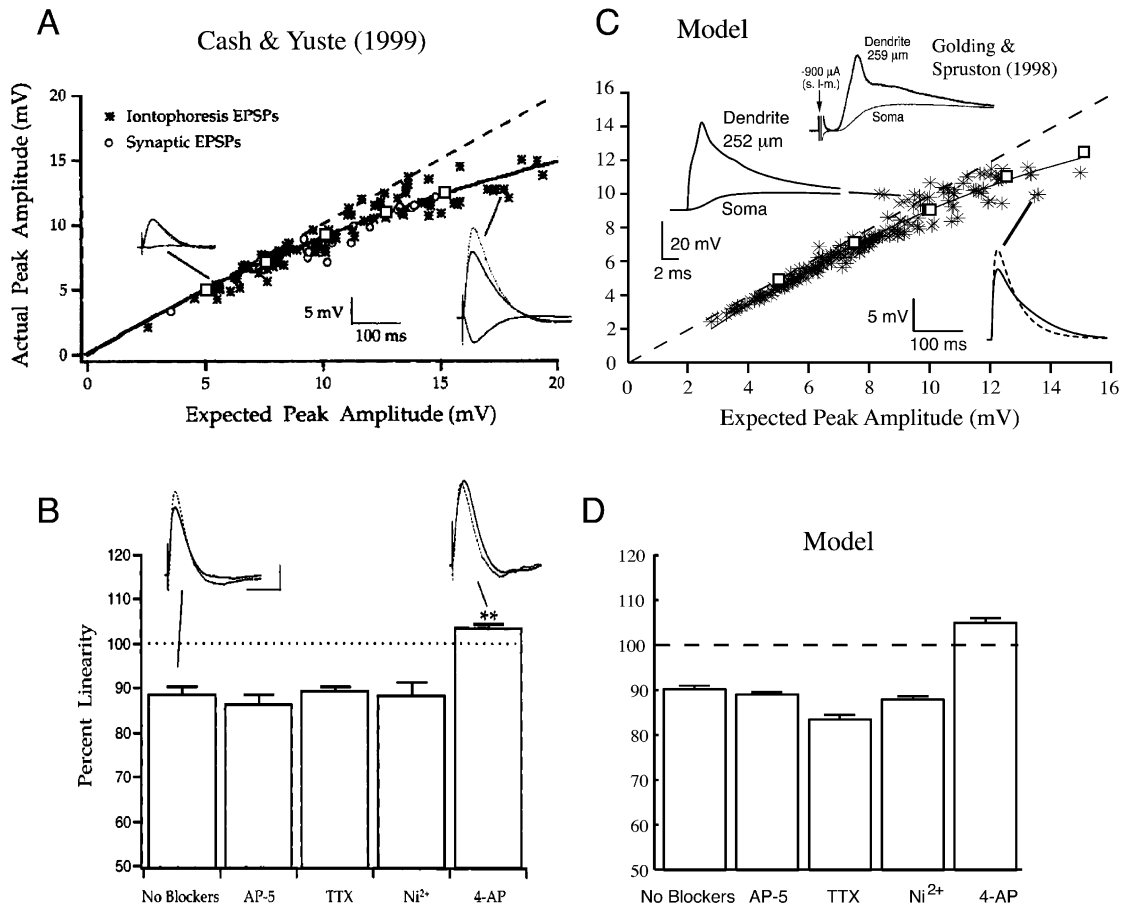 A
Cash & Yuste (1999)
Actual Peak Amplitude (mV)
20
15
10
5
0
Iontophoresis EPSPs
Synaptic EPSPs
5 mV
100 ms
0
5
10
15
20
Expected Peak Amplitude (mV)
C
Model
Golding &
Spruston (1998)
Dendrite
259 µm
-900 µA
(s. l-m.)
Soma
Dendrite
252 µm
Soma
20 mV
2 ms
16
14
12
10
8
6
4
2
0
5 mV
100 ms
0
2
4
6
8
10
12
14
16
Expected Peak Amplitude (mV)
B
Percent Linearity
120
110
100
90
80
70
60
50
**
No Blockers
AP-5
TTX
Ni²⁺
4-AP
D
Model
120
110
100
90
80
70
60
50
No Blockers
AP-5
TTX
Ni²⁺
4-AP